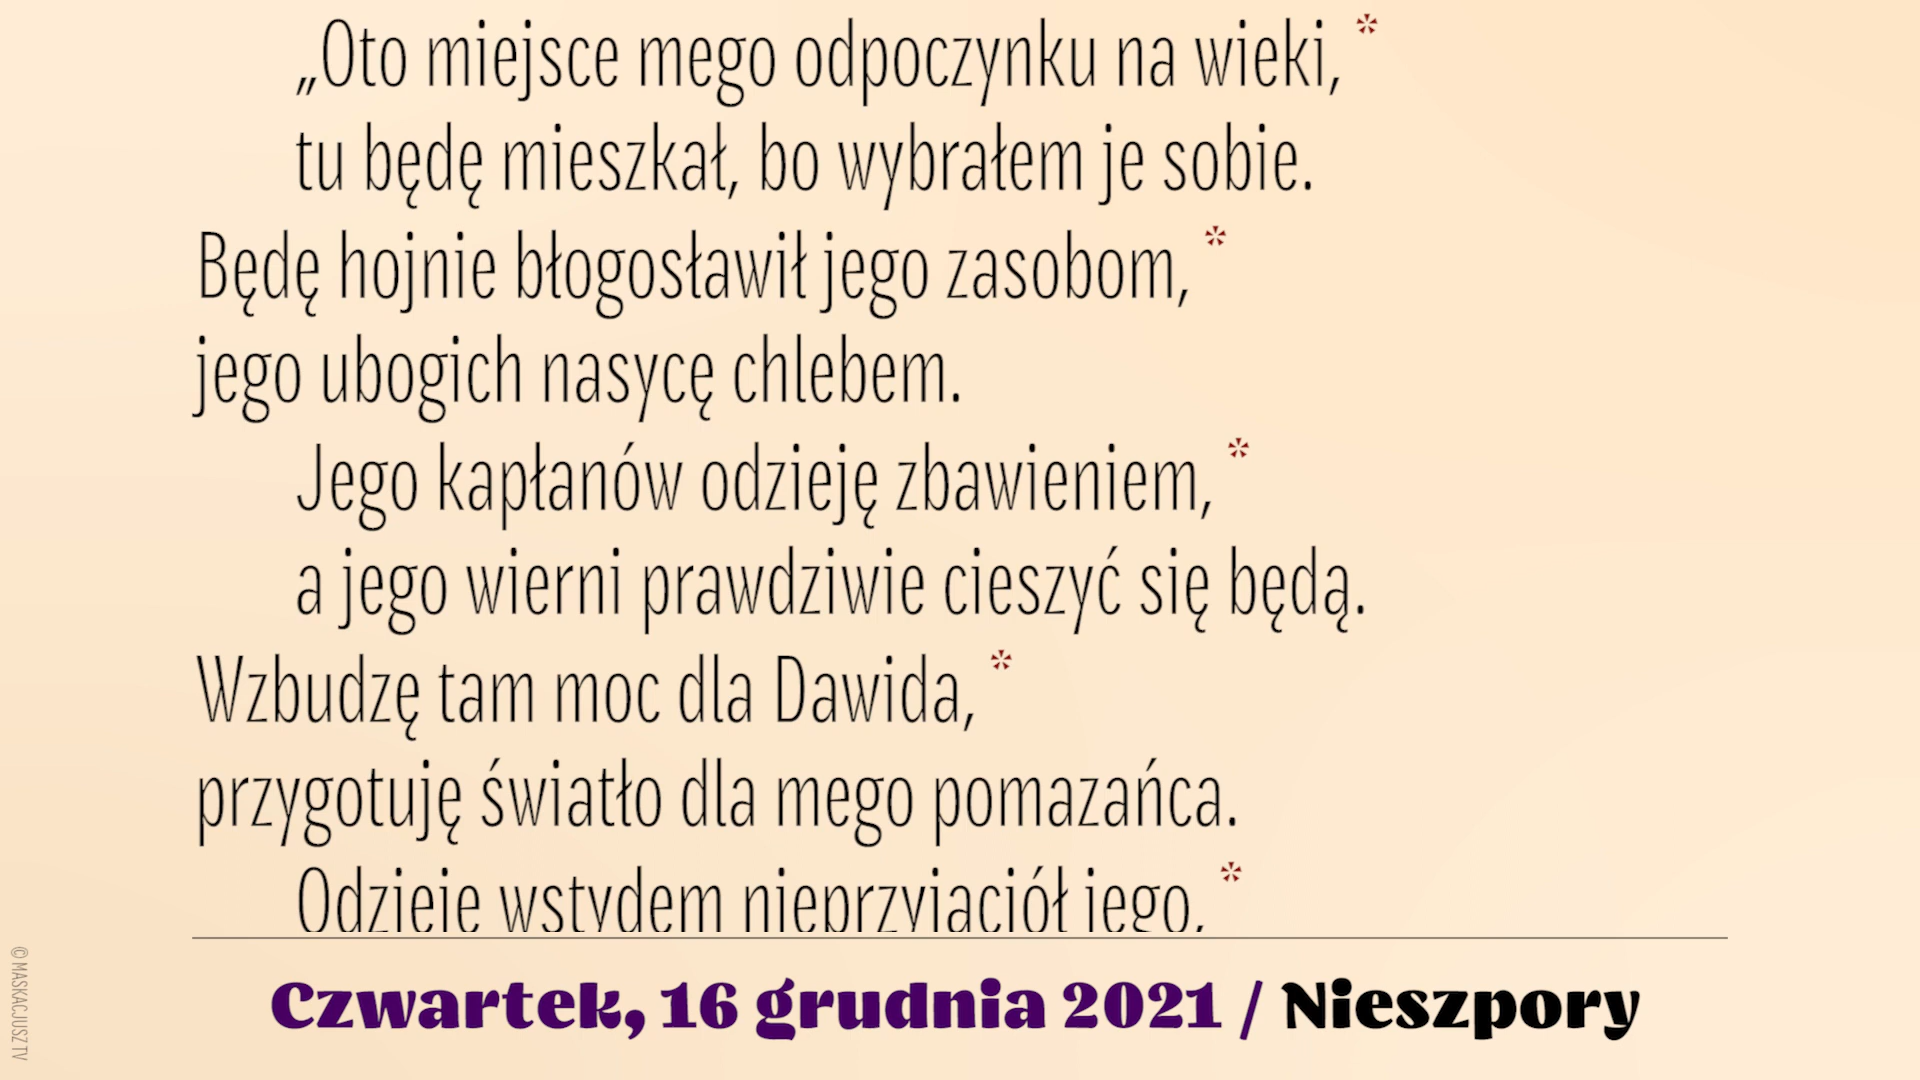 „Oto miejsce mego odpoczynku na wieki, *
tu będę mieszkał, bo wybrałem je sobie.
Będę hojnie błogosławił jego zasobom, *
jego ubogich nasycę chlebem.
Jego kapłanów odzieję zbawieniem, *
a jego wierni prawdziwie cieszyć się będą.
Wzbudzę tam moc dla Dawida, *
przygotuję światło dla mego pomazańca.
Odzieję wstydem nieprzyjaciół jego, *
Czwartek, 16 grudnia 2021 / Nieszpory
© MASKACJUSZ TV